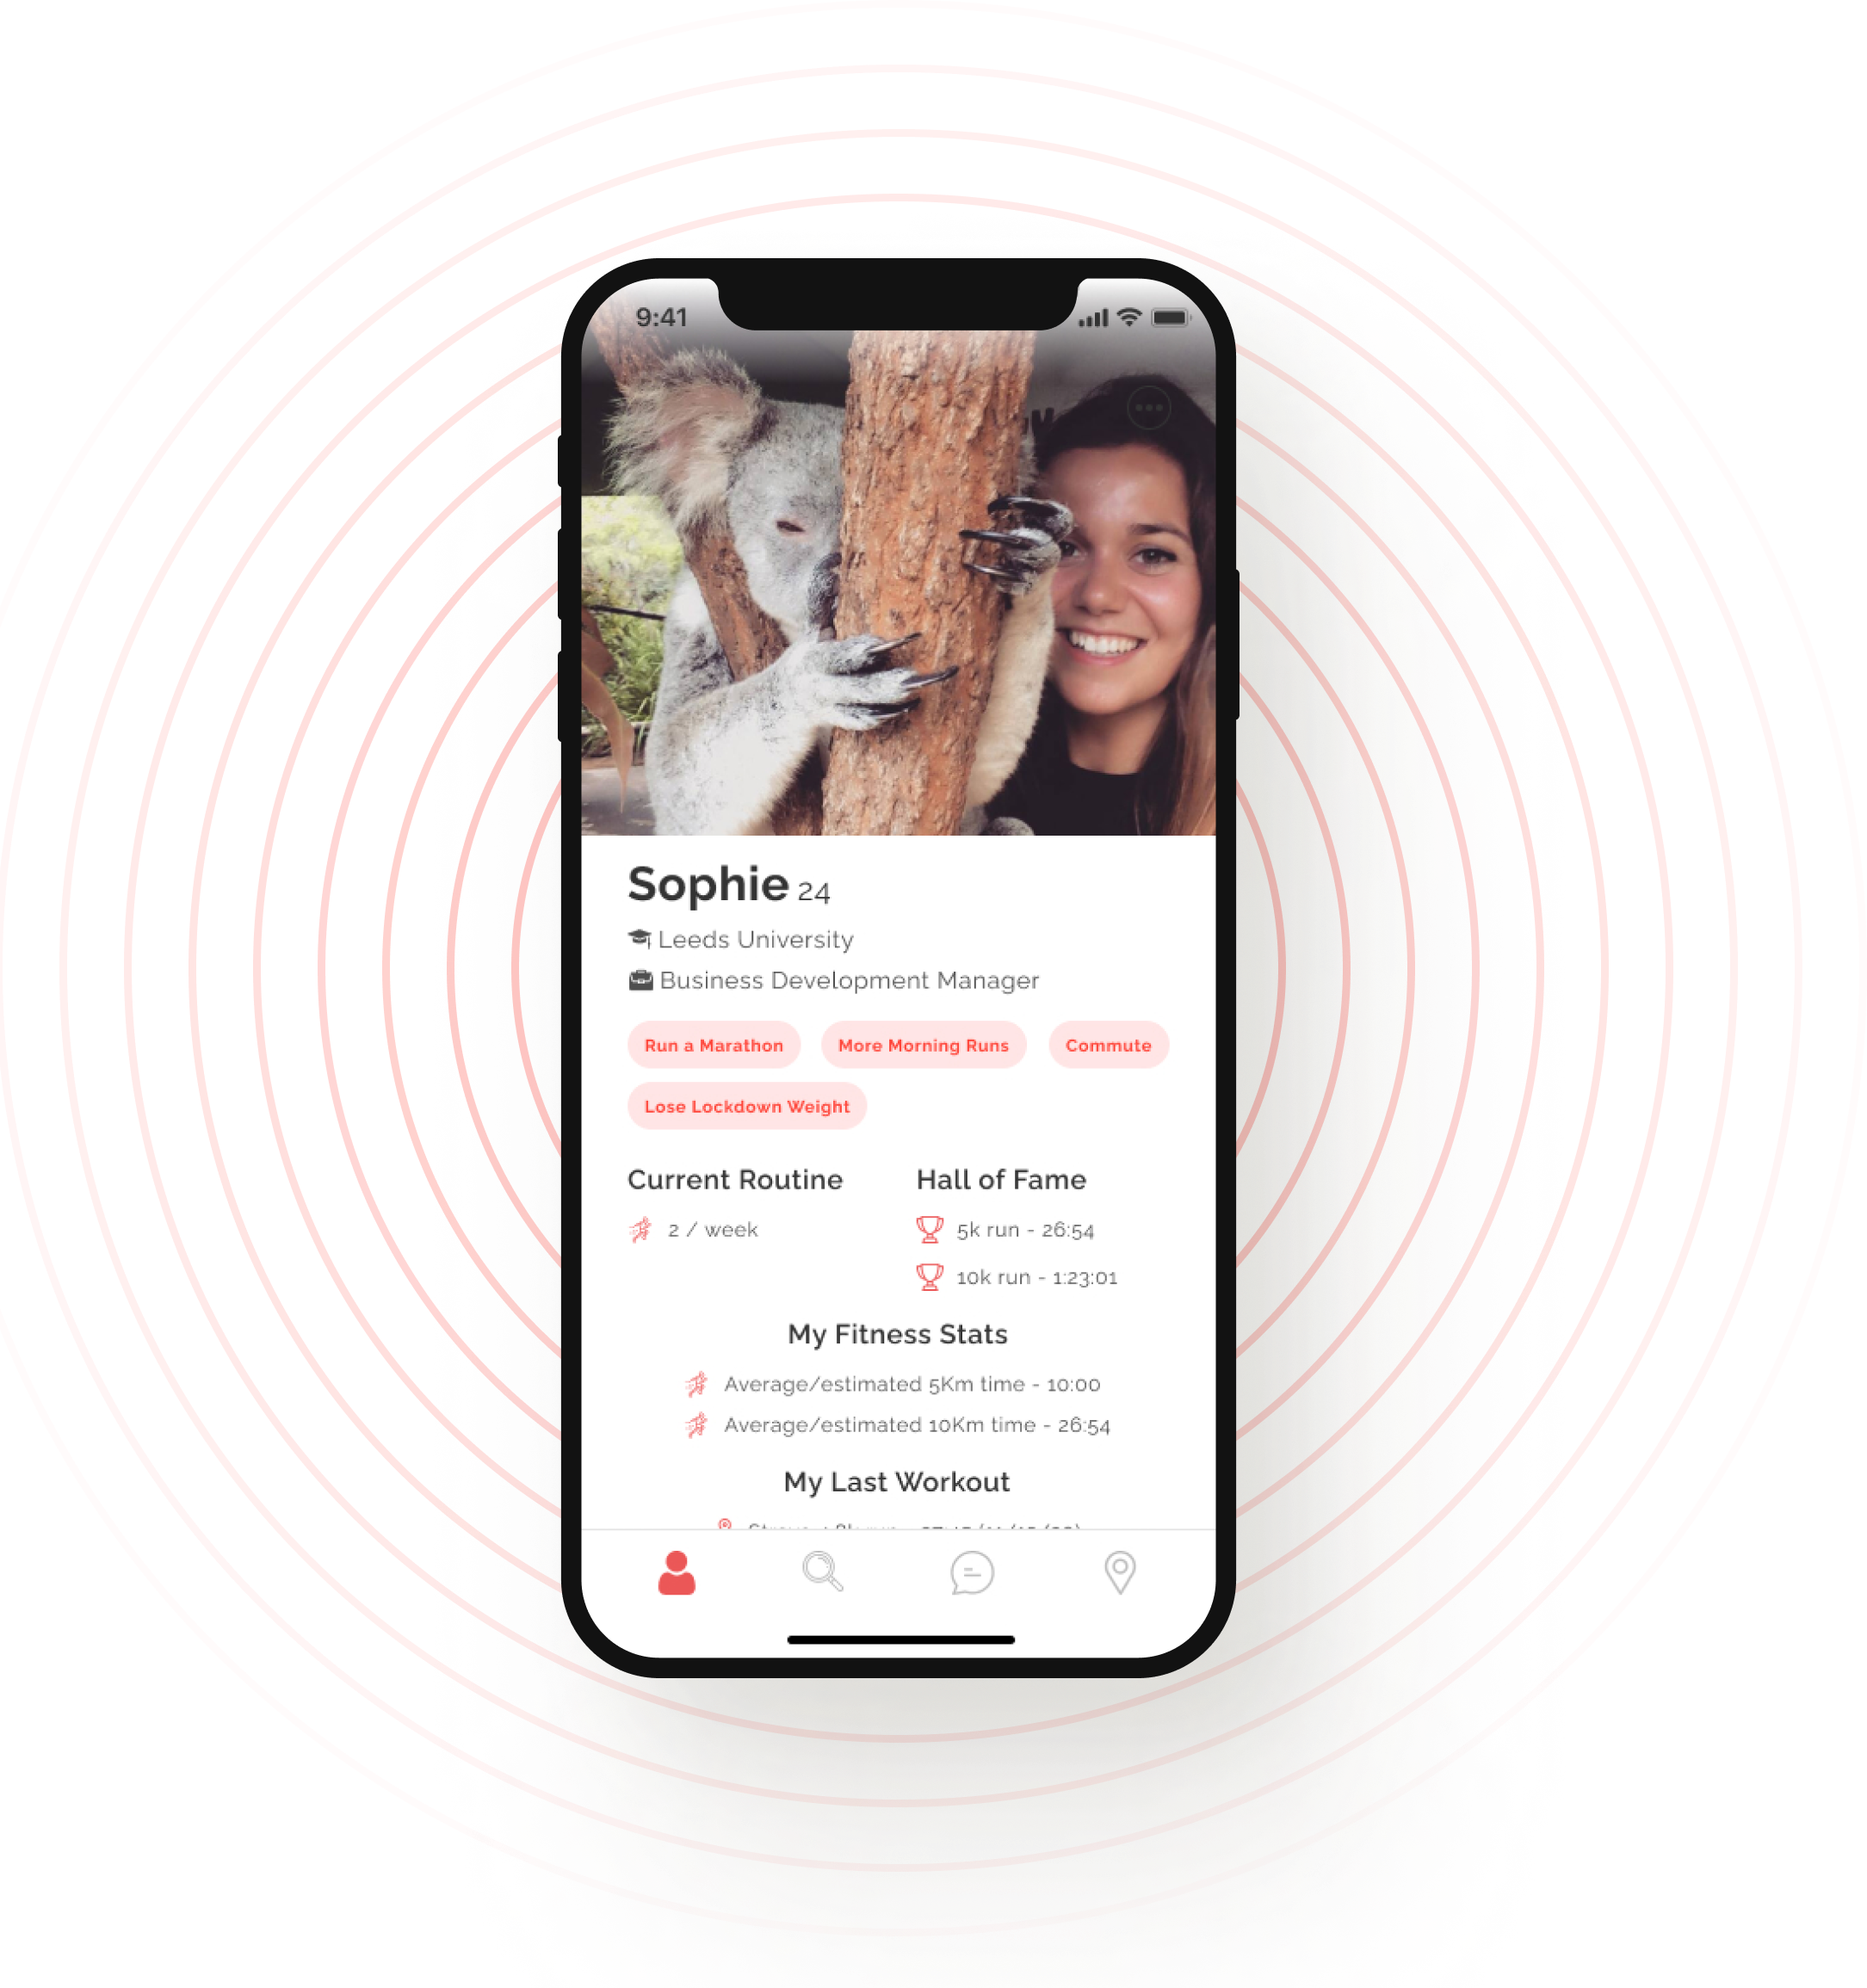 9:41
Sophie 24
Leeds University
Business Development Manager
Run a Marathon More Morning Runs Commute
Lose Lockdown Weight
Current Routine Hall of Fame
2 / week 5k run - 26:54
10k run - 1:23:01
My Fitness Stats
Average/estimated 5Km time - 10:00
Average/estimated 10Km time - 26:54
My Last Workout